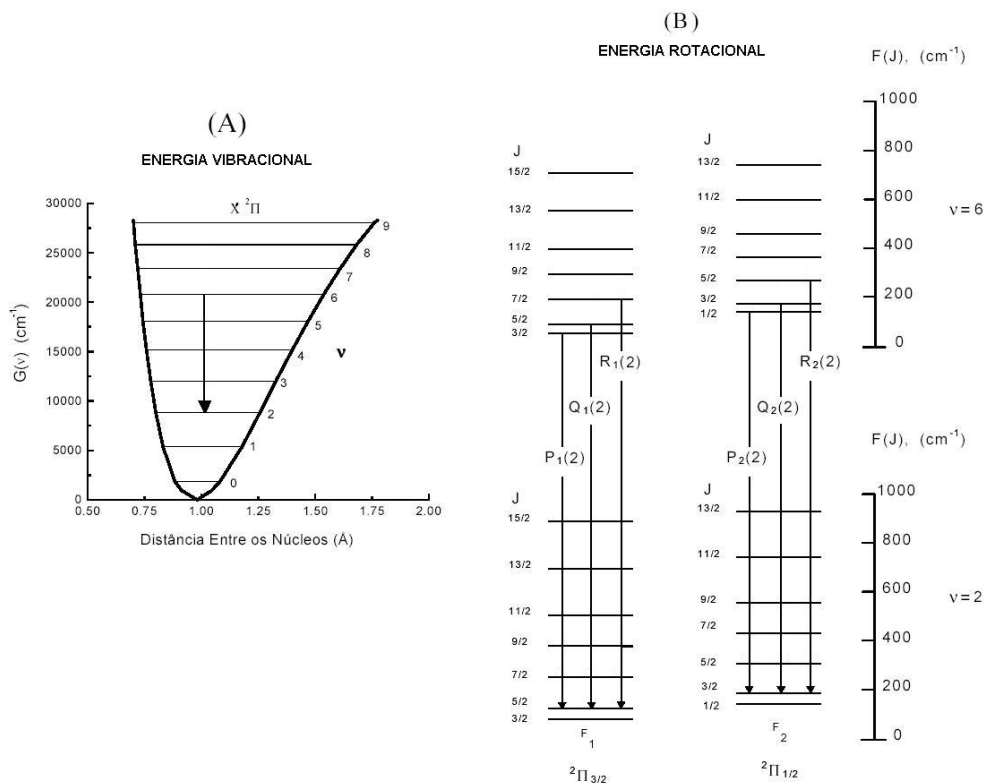 (A)
ENERGIA VIBRACIONAL
X ²Π
G(ν) (cm⁻¹)
30000
25000
20000
15000
10000
5000
0
9
8
7
6
5
4
3
2
1
0
ν
0.50 0.75 1.00 1.25 1.50 1.75 2.00
Distância Entre os Núcleos (Å)
(B)
ENERGIA ROTACIONAL
F(J), (cm⁻¹)
1000
800
600
400
200
0
ν=6
J
15/2
13/2
11/2
9/2
7/2
5/2
3/2
J
13/2
11/2
9/2
7/2
5/2
3/2
1/2
R₁(2)
Q₁(2)
P₁(2)
R₂(2)
Q₂(2)
P₂(2)
F(J), (cm⁻¹)
1000
800
600
400
200
0
ν=2
J
15/2
13/2
11/2
9/2
7/2
5/2
3/2
F₁
²Π₃/₂
J
13/2
11/2
9/2
7/2
5/2
3/2
1/2
F₂
²Π₁/₂